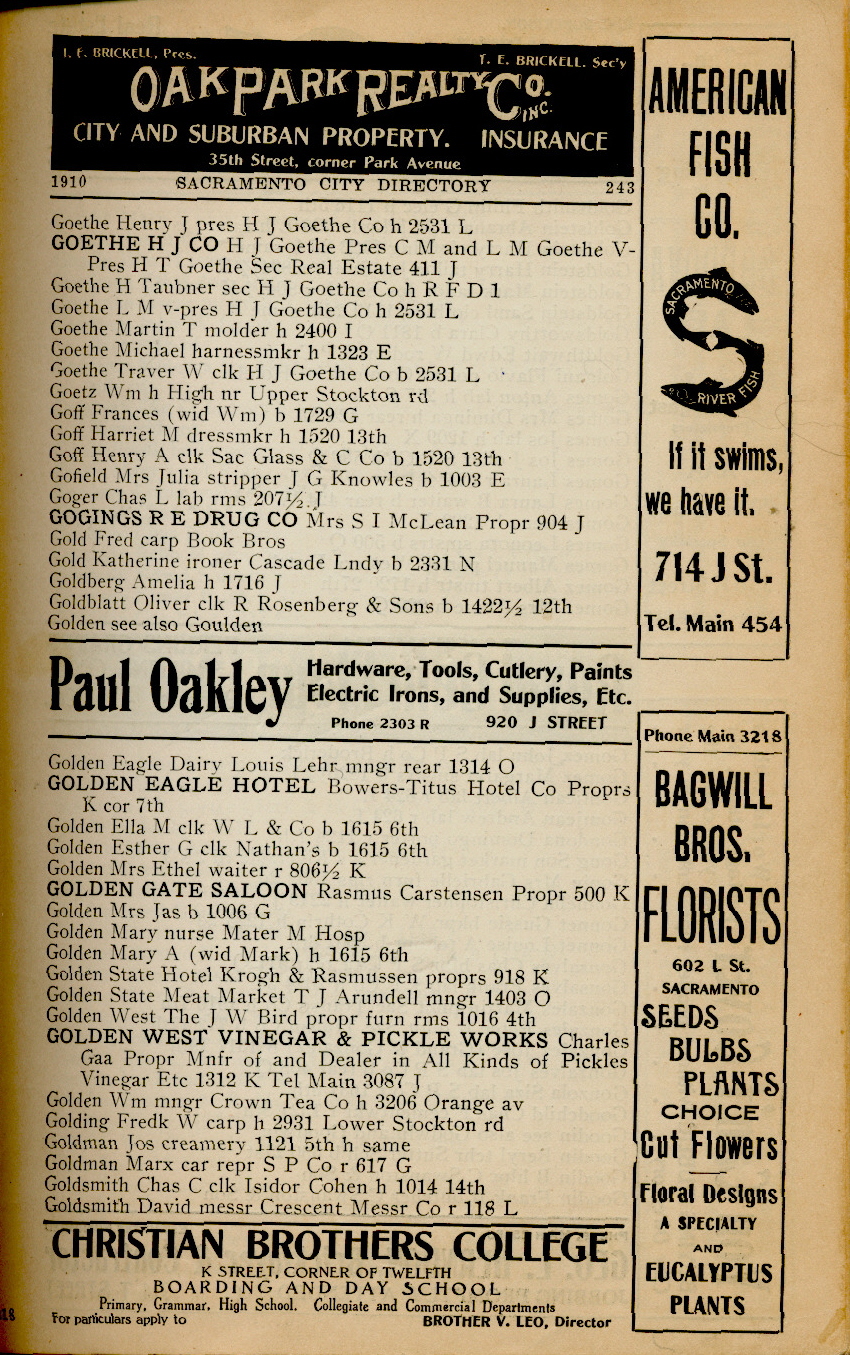 I. E. BRICKELL, Pres.
T. E. BRICKELL. Sec'y
OAK PARK REALTY CO. INC.
CITY AND SUBURBAN PROPERTY. INSURANCE
35th Street, corner Park Avenue
1910 SACRAMENTO CITY DIRECTORY 243
Goethe Henry J pres H J Goethe Co h 2531 L
GOETHE H J CO H J Goethe Pres C M and L M Goethe V-
Pres H T Goethe Sec Real Estate 411 J
Goethe H Taubner sec H J Goethe Co h R F D 1
Goethe L M v-pres H J Goethe Co h 2531 L
Goethe Martin T molder h 2400 I
Goethe Michael harnessmkr h 1323 E
Goethe Traver W clk H J Goethe Co b 2531 L
Goetz Wm h High nr Upper Stockton rd
Goff Frances (wid Wm) b 1729 G
Goff Harriet M dressmkr h 1520 13th
Goff Henry A clk Sac Glass & C Co b 1520 13th
Gofield Mrs Julia stripper J G Knowles b 1003 E
Goger Chas L lab rms 207½ J
GOGINGS R E DRUG CO Mrs S I McLean Propr 904 J
Gold Fred carp Book Bros
Gold Katherine ironer Cascade Lndy b 2331 N
Goldberg Amelia h 1716 J
Goldblatt Oliver clk R Rosenberg & Sons b 1422½ 12th
Golden see also Goulden
Paul Oakley
Hardware, Tools, Cutlery, Paints
Electric Irons, and Supplies, Etc.
Phone 2303 R 920 J STREET
Golden Eagle Dairy Louis Lehr mngr rear 1314 O
GOLDEN EAGLE HOTEL Bowers-Titus Hotel Co Proprs
K cor 7th
Golden Ella M clk W L & Co b 1615 6th
Golden Esther G clk Nathan's b 1615 6th
Golden Mrs Ethel waiter r 806½ K
GOLDEN GATE SALOON Rasmus Carstensen Propr 500 K
Golden Mrs Jas b 1006 G
Golden Mary nurse Mater M Hosp
Golden Mary A (wid Mark) h 1615 6th
Golden State Hotel Krogh & Rasmussen proprs 918 K
Golden State Meat Market T J Arundell mngr 1403 O
Golden West The J W Bird propr furn rms 1016 4th
GOLDEN WEST VINEGAR & PICKLE WORKS Charles
Gaa Propr Mnfr of and Dealer in All Kinds of Pickles
Vinegar Etc 1312 K Tel Main 3087 J
Golden Wm mngr Crown Tea Co h 3206 Orange av
Golding Fredk W carp h 2931 Lower Stockton rd
Goldman Jos creamery 1121 5th h same
Goldman Marx car repr S P Co r 617 G
Goldsmith Chas C clk Isidor Cohen h 1014 14th
Goldsmith David messr Crescent Messr Co r 118 L
CHRISTIAN BROTHERS COLLEGE
K STREET, CORNER OF TWELFTH
BOARDING AND DAY SCHOOL
Primary, Grammar, High School. Collegiate and Commercial Departments
For particulars apply to BROTHER V. LEO, Director
18
AMERICAN
FISH
CO.
SACRAMENTO
RIVER FISH
If it swims,
we have it.
714 J St.
Tel. Main 454
Phone Main 3218
BAGWILL
BROS.
FLORISTS
602 L St.
SACRAMENTO
SEEDS
BULBS
PLANTS
CHOICE
Cut Flowers
Floral Designs
A SPECIALTY
AND
EUCALYPTUS
PLANTS